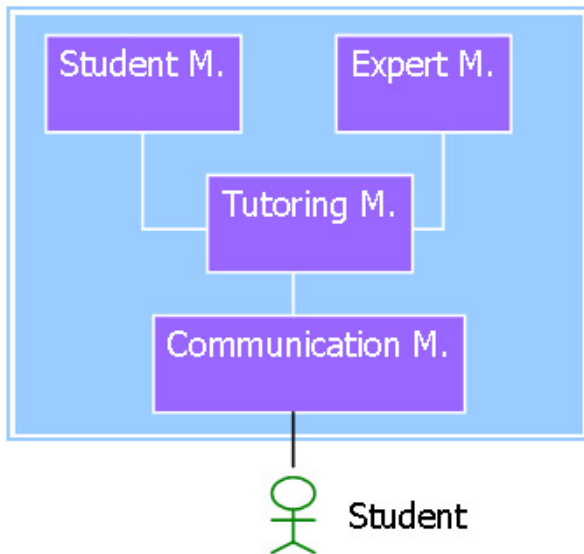 Student M.
Expert M.
Tutoring M.
Communication M.
Student